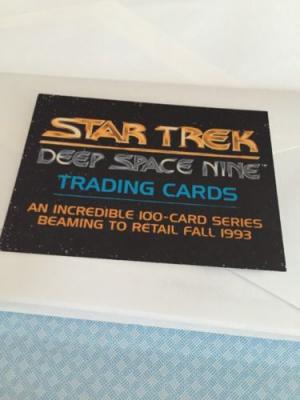 STAR TREK
DEEP SPACE NINE
TRADING CARDS
AN INCREDIBLE 100-CARD SERIES
BEAMING TO RETAIL FALL 1993